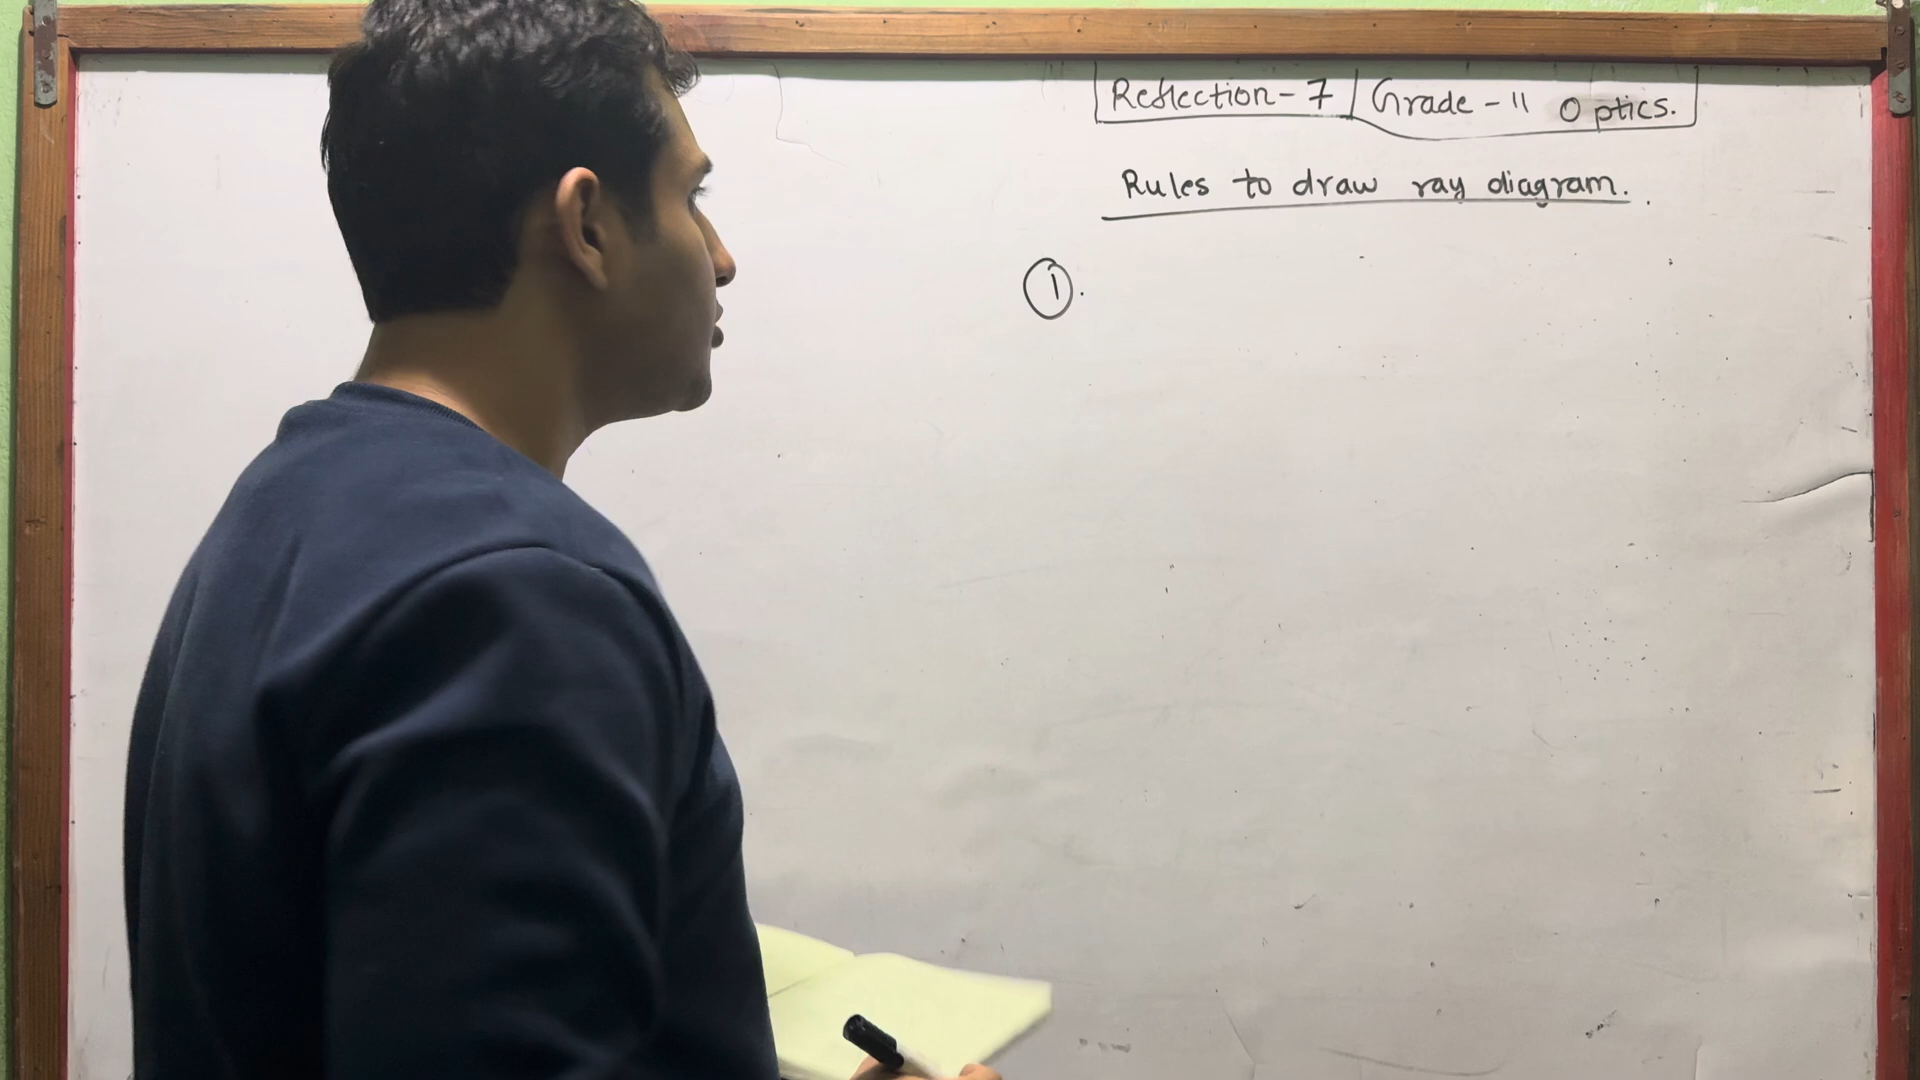 Reflection - 7 | Grade - 11 Optics.
Rules to draw ray diagram.
①.